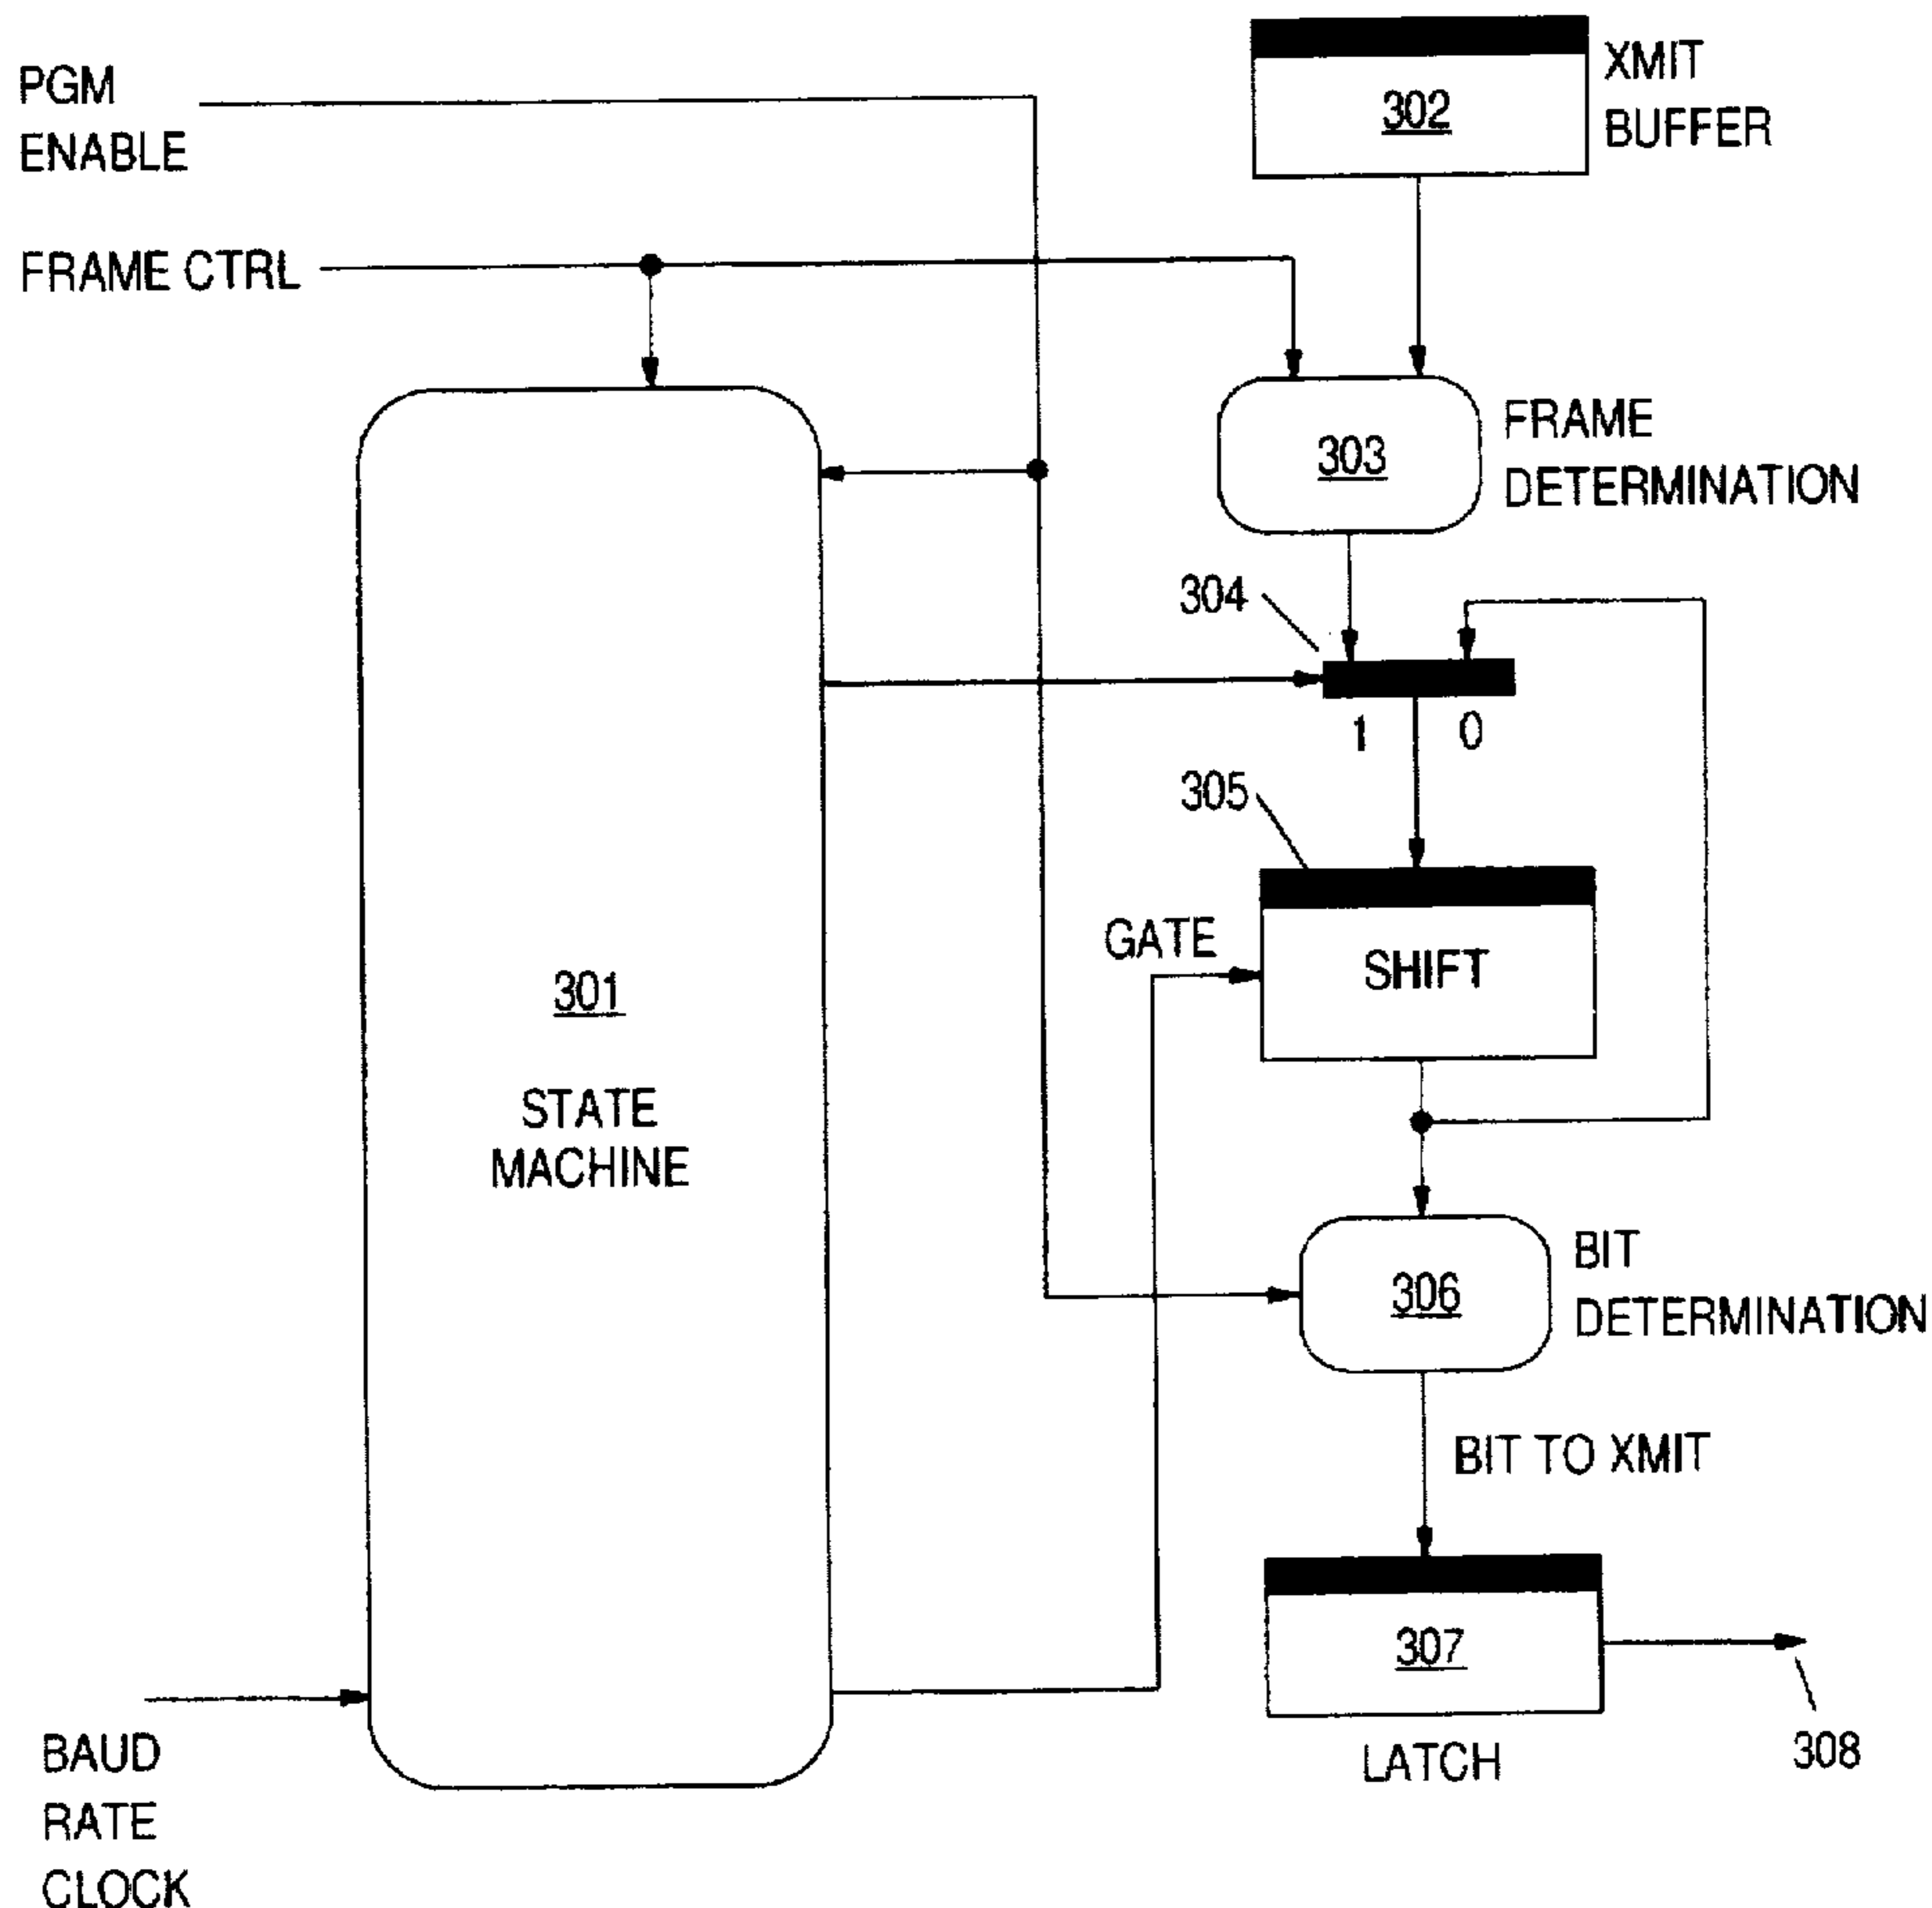 PGM
ENABLE
302
XMIT
BUFFER
FRAME CTRL
303
FRAME
DETERMINATION
304
1
0
305
GATE
SHIFT
301
STATE
MACHINE
306
BIT
DETERMINATION
BIT TO XMIT
307
LATCH
308
BAUD
RATE
CLOCK